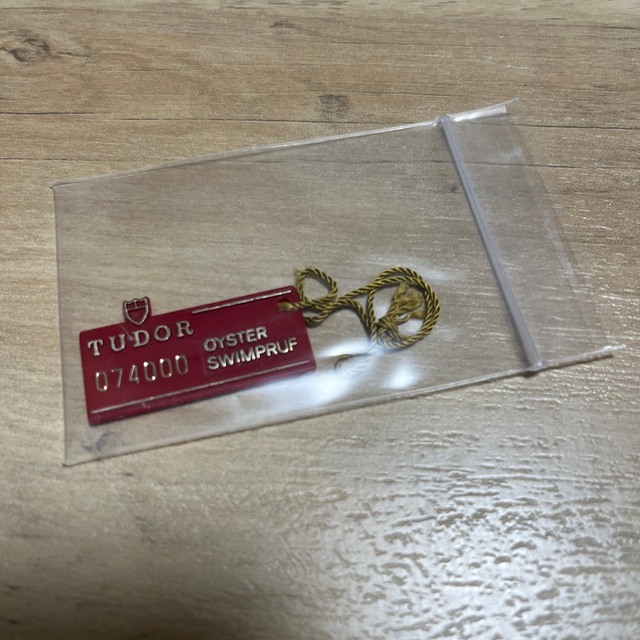 TUDOR
074000
OYSTER
SWIMPRUF